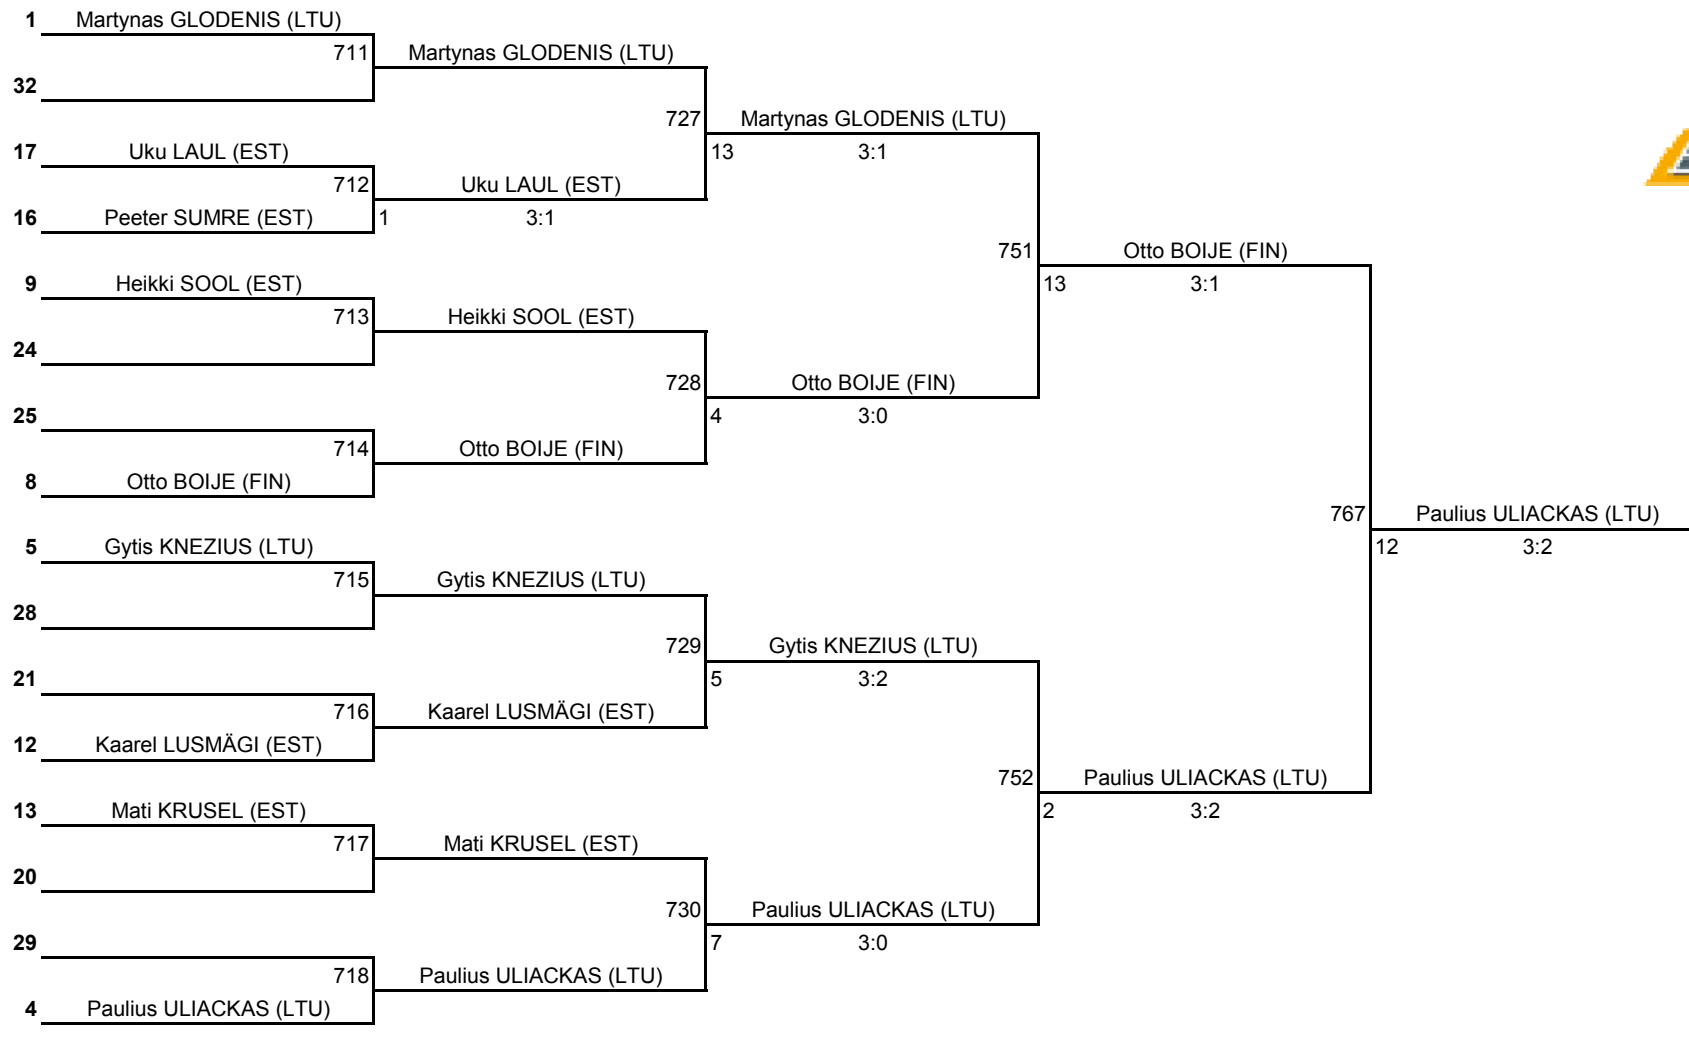 1 Martynas GLODENIS (LTU)
711 Martynas GLODENIS (LTU)
32
727 Martynas GLODENIS (LTU)
17 Uku LAUL (EST) 13 3:1
712 Uku LAUL (EST)
16 Peeter SUMRE (EST) 1 3:1
751 Otto BOIJE (FIN)
9 Heikki SOOL (EST) 13 3:1
713 Heikki SOOL (EST)
24
728 Otto BOIJE (FIN)
25 4 3:0
714 Otto BOIJE (FIN)
8 Otto BOIJE (FIN)
767 Paulius ULIACKAS (LTU)
5 Gytis KNEZIUS (LTU) 12 3:2
715 Gytis KNEZIUS (LTU)
28
729 Gytis KNEZIUS (LTU)
21 5 3:2
716 Kaarel LUSMÄGI (EST)
12 Kaarel LUSMÄGI (EST)
752 Paulius ULIACKAS (LTU)
13 Mati KRUSEL (EST) 2 3:2
717 Mati KRUSEL (EST)
20
730 Paulius ULIACKAS (LTU)
29 7 3:0
718 Paulius ULIACKAS (LTU)
4 Paulius ULIACKAS (LTU)